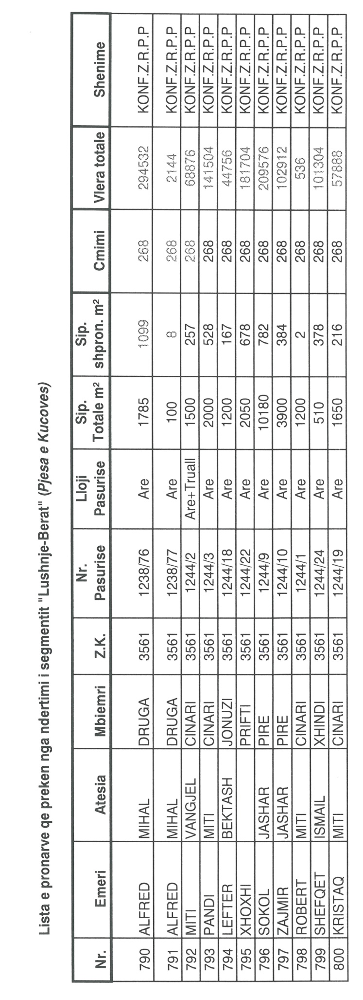 Lista e pronarve qe preken nga ndertimi i segmentit "Lushnje-Berat" (Pjesa e Kucoves)
Nr. Emeri Atesia Mbiemri Z.K. Nr. Pasurise Lloji Pasurise Sip. Totale m² Sip. shpron. m² Cmimi Vlera totale Shenime
790 ALFRED MIHAL DRUGA 3561 1238/76 Are 1785 1099 268 294532 KONF.Z.R.P.P
791 ALFRED MIHAL DRUGA 3561 1238/77 Are 100 8 268 2144 KONF.Z.R.P.P
792 MITI VANGJEL CINARI 3561 1244/2 Are+Truall 1500 257 268 68876 KONF.Z.R.P.P
793 PANDI MITI CINARI 3561 1244/3 Are 2000 528 268 141504 KONF.Z.R.P.P
794 LEFTER BEKTASH JONUZI 3561 1244/18 Are 1200 167 268 44756 KONF.Z.R.P.P
795 XHOXHI PRIFTI 3561 1244/22 Are 2050 678 268 181704 KONF.Z.R.P.P
796 SOKOL JASHAR PIRE 3561 1244/9 Are 10180 782 268 209576 KONF.Z.R.P.P
797 ZAJMIR JASHAR PIRE 3561 1244/10 Are 3900 384 268 102912 KONF.Z.R.P.P
798 ROBERT MITI CINARI 3561 1244/1 Are 1200 2 268 536 KONF.Z.R.P.P
799 SHEFQET ISMAIL XHINDI 3561 1244/24 Are 510 378 268 101304 KONF.Z.R.P.P
800 KRISTAQ MITI CINARI 3561 1244/19 Are 1650 216 268 57888 KONF.Z.R.P.P